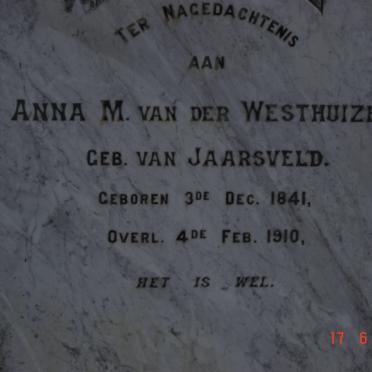 TER NAGEDACHTENIS
AAN
ANNA M. VAN DER WESTHUIZE
GEB. VAN JAARSVELD.
GEBOREN 3DE DEC. 1841,
OVERL. 4DE FEB. 1910,
HET IS WEL.
17 6